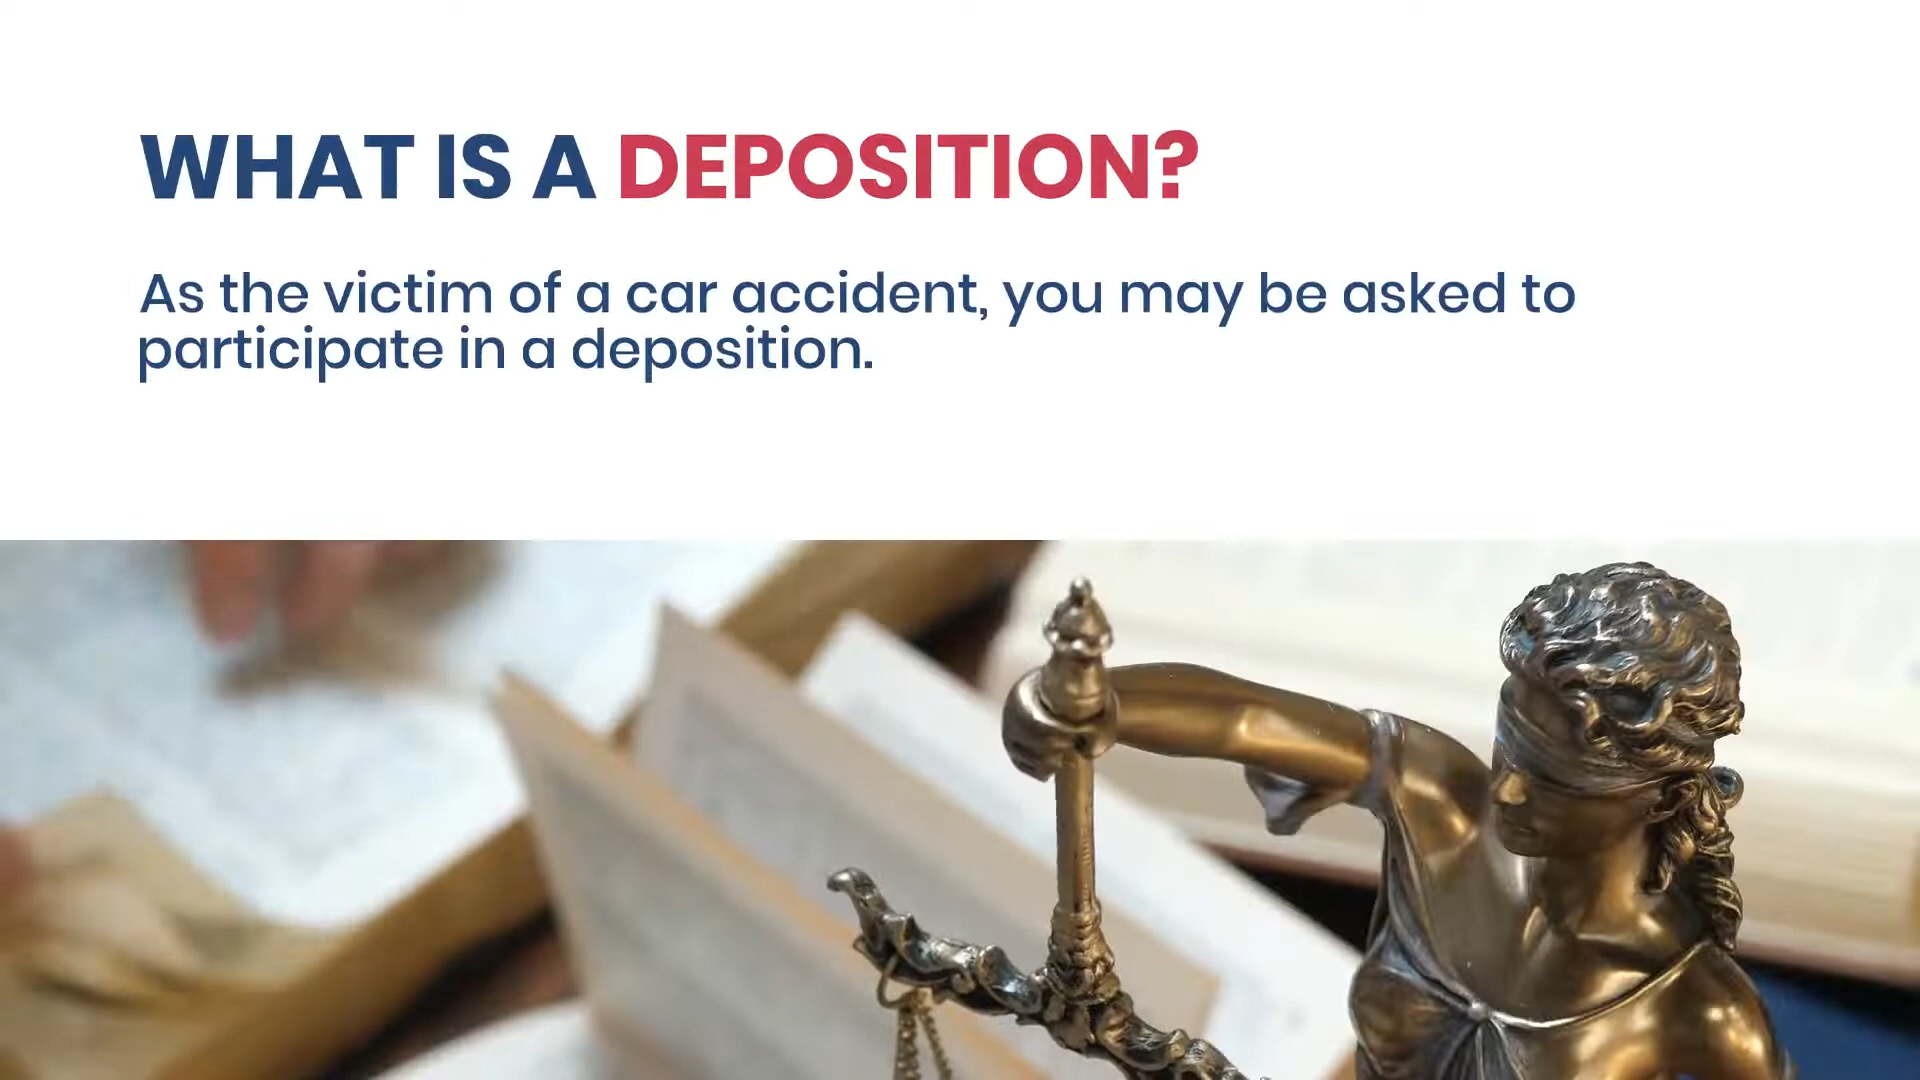 WHAT IS A DEPOSITION?
As the victim of a car accident, you may be asked to
participate in a deposition.